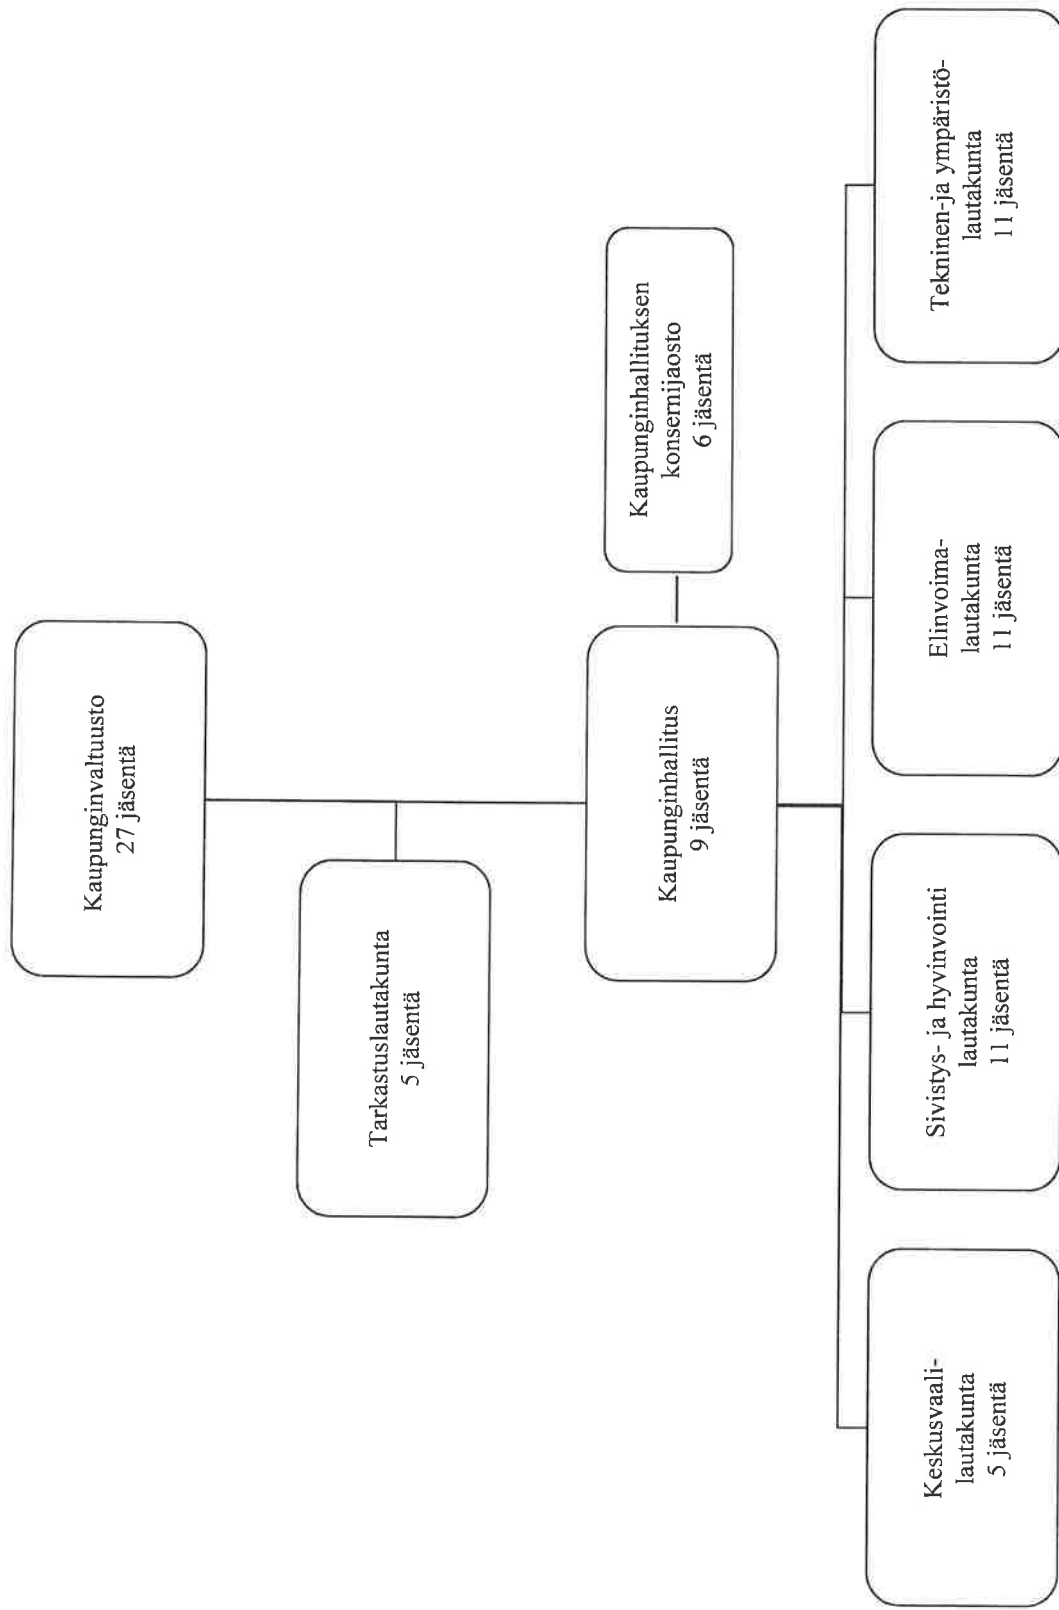 Kaupunginvaltuusto
27 jäsentä
Tarkastuslautakunta
5 jäsentä
Kaupunginhallitus
9 jäsentä
Kaupunginhallituksen
konsernijaosto
6 jäsentä
Keskusvaali-
lautakunta
5 jäsentä
Sivistys- ja hyvinvointi
lautakunta
11 jäsentä
Elinvoima-
lautakunta
11 jäsentä
Tekninen-ja ympäristö-
lautakunta
11 jäsentä